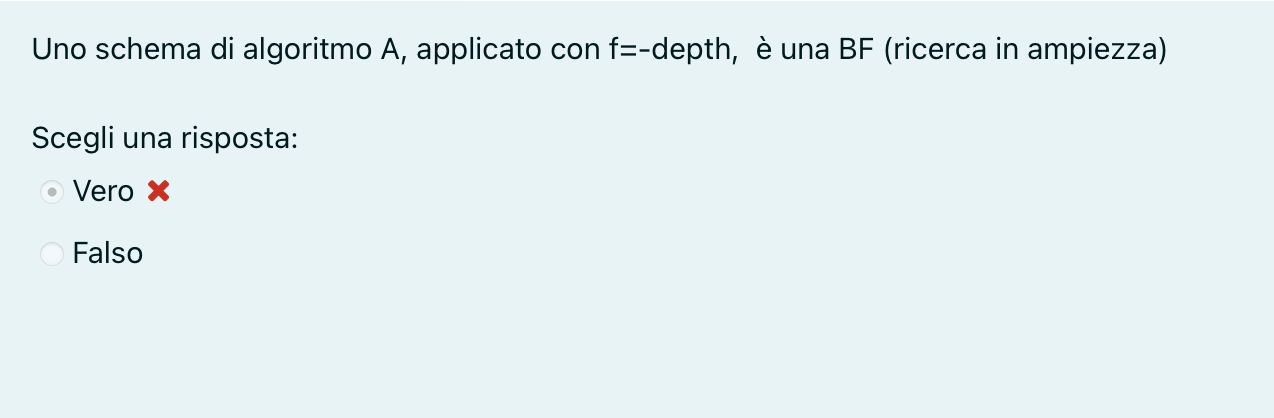 Uno schema di algoritmo A, applicato con f=-depth,  è una BF (ricerca in ampiezza)
Scegli una risposta:
Vero
Falso